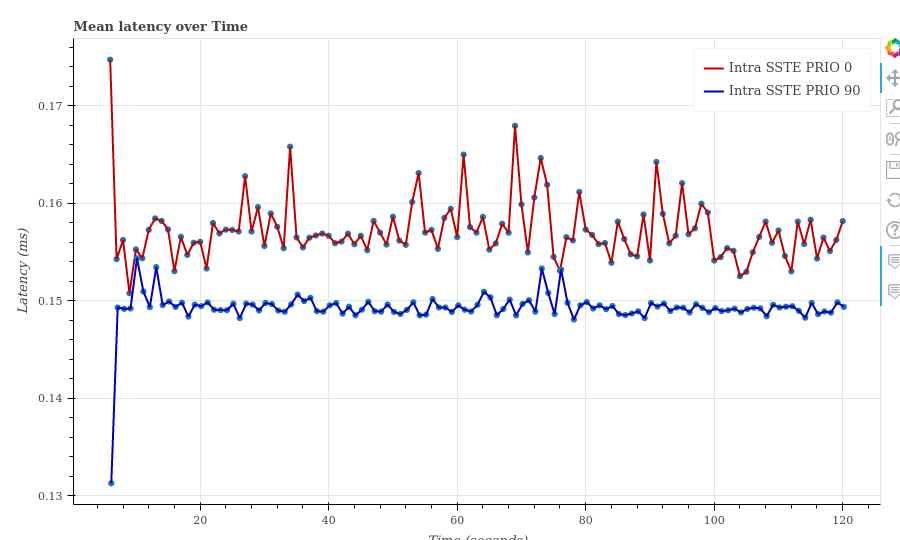 Mean latency over Time
Intra SSTE PRIO 0
Intra SSTE PRIO 90
Latency (ms)
0.17
0.16
0.15
0.14
0.13
20 40 60 80 100 120
Time (seconds)